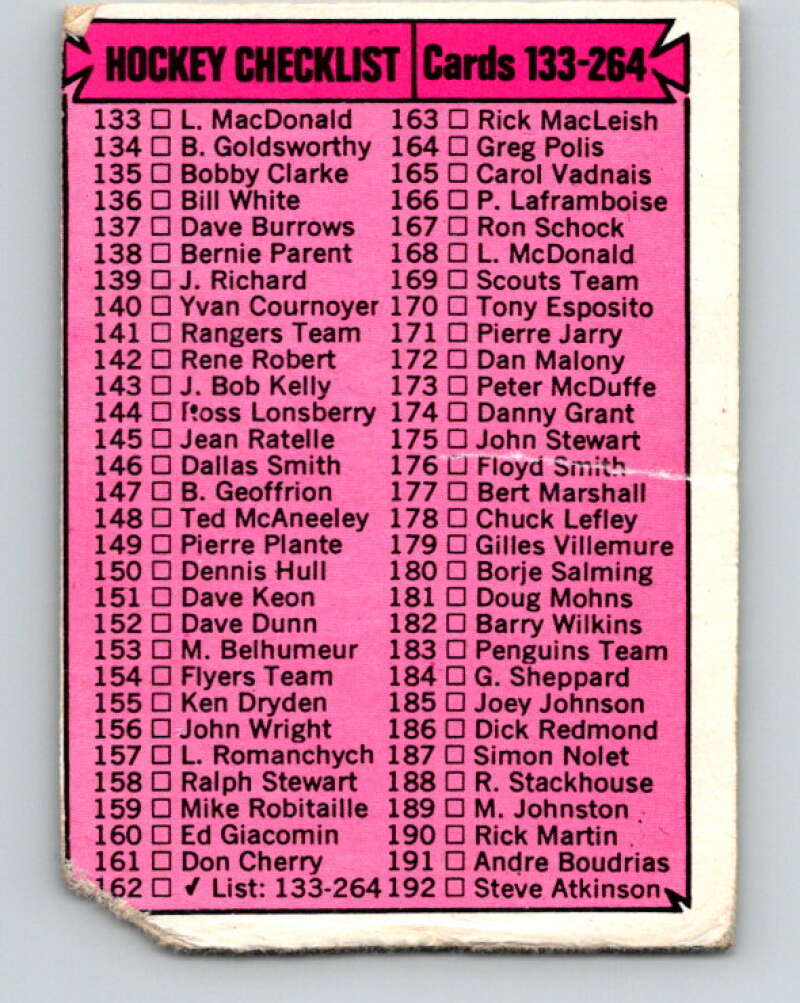 HOCKEY CHECKLIST Cards 133-264
133 □ L. MacDonald
134 □ B. Goldsworthy
135 □ Bobby Clarke
136 □ Bill White
137 □ Dave Burrows
138 □ Bernie Parent
139 □ J. Richard
140 □ Yvan Cournoyer
141 □ Rangers Team
142 □ Rene Robert
143 □ J. Bob Kelly
144 □ Ross Lonsberry
145 □ Jean Ratelle
146 □ Dallas Smith
147 □ B. Geoffrion
148 □ Ted McAneeley
149 □ Pierre Plante
150 □ Dennis Hull
151 □ Dave Keon
152 □ Dave Dunn
153 □ M. Belhumeur
154 □ Flyers Team
155 □ Ken Dryden
156 □ John Wright
157 □ L. Romanchych
158 □ Ralph Stewart
159 □ Mike Robitaille
160 □ Ed Giacomin
161 □ Don Cherry
162 □ ✓ List: 133-264
163 □ Rick MacLeish
164 □ Greg Polis
165 □ Carol Vadnais
166 □ P. Laframboise
167 □ Ron Schock
168 □ L. McDonald
169 □ Scouts Team
170 □ Tony Esposito
171 □ Pierre Jarry
172 □ Dan Malony
173 □ Peter McDuffe
174 □ Danny Grant
175 □ John Stewart
176 □ Floyd Smith
177 □ Bert Marshall
178 □ Chuck Lefley
179 □ Gilles Villemure
180 □ Borje Salming
181 □ Doug Mohns
182 □ Barry Wilkins
183 □ Penguins Team
184 □ G. Sheppard
185 □ Joey Johnson
186 □ Dick Redmond
187 □ Simon Nolet
188 □ R. Stackhouse
189 □ M. Johnston
190 □ Rick Martin
191 □ Andre Boudrias
192 □ Steve Atkinson